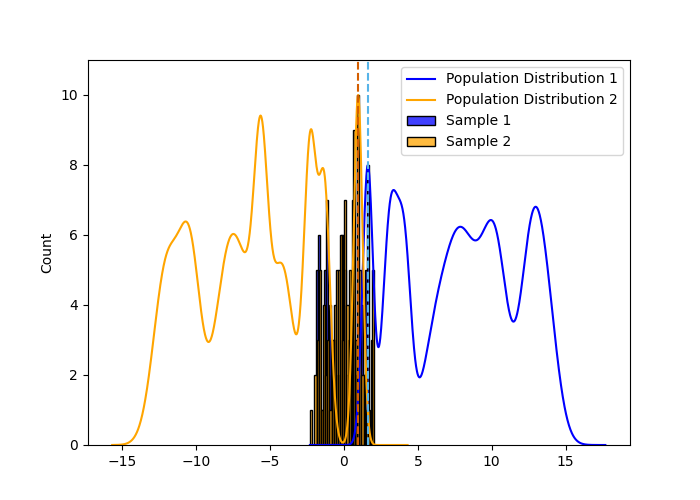 Population Distribution 1
Population Distribution 2
Sample 1
Sample 2
Count
10
8
6
4
2
0
−15
−10
−5
0
5
10
15